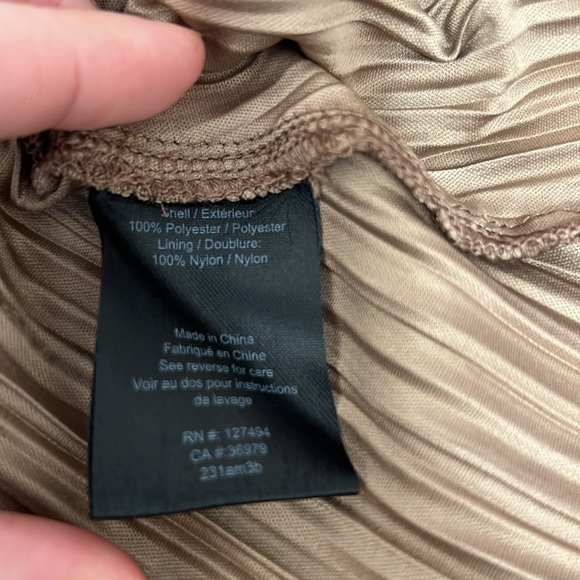 Shell / Extérieur
100% Polyester / Polyester
Lining / Doublure:
100% Nylon / Nylon
Made in China
Fabriqué en Chine
See reverse for care
Voir au dos pour instructions
de lavage
RN #: 127494
CA #:36979
231am3b